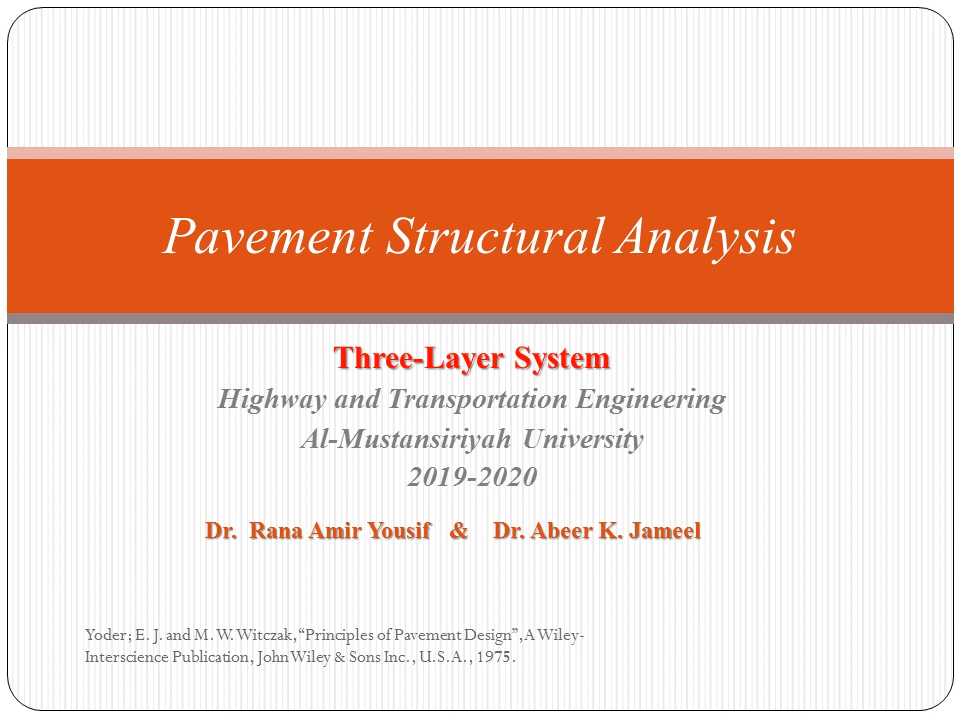 Pavement Structural Analysis
Three-Layer System
Highway and Transportation Engineering
Al-Mustansiriyah University
2019-2020
Dr. Rana Amir Yousif & Dr. Abeer K. Jameel
Yoder; E. J. and M. W. Witczak, “Principles of Pavement Design”, A Wiley-
Interscience Publication, John Wiley & Sons Inc., U.S.A., 1975.